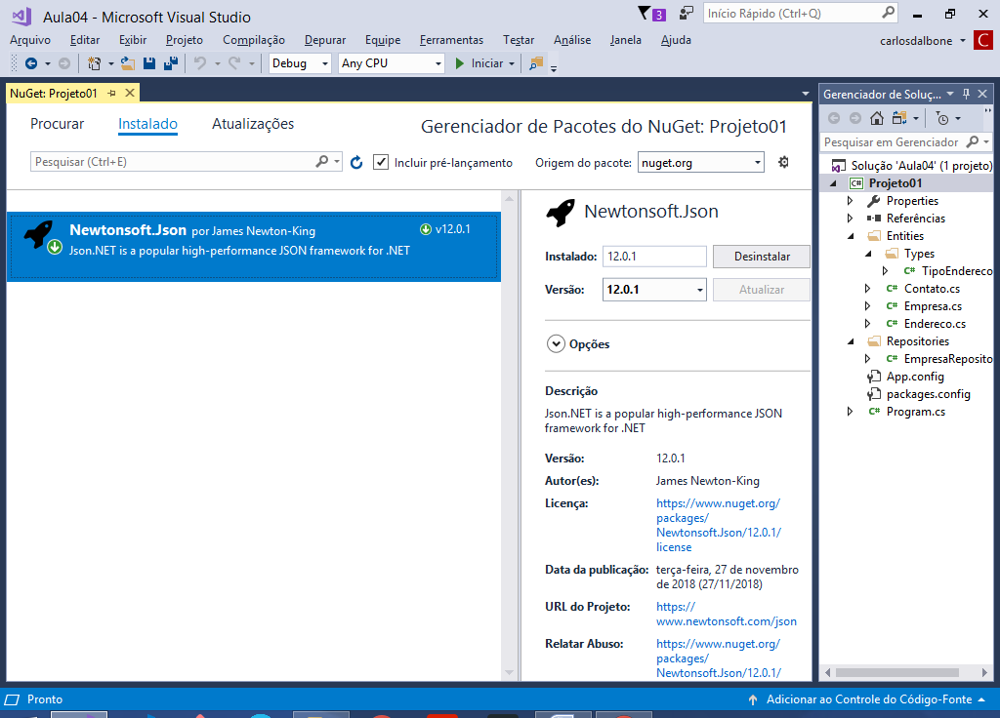 Aula04 - Microsoft Visual Studio
3
Início Rápido (Ctrl+Q)
Arquivo Editar Exibir Projeto Compilação Depurar Equipe Ferramentas Testar Análise Janela Ajuda
carlosdalbone C
Debug Any CPU Iniciar
NuGet: Projeto01
Procurar Instalado Atualizações
Gerenciador de Pacotes do NuGet: Projeto01
Pesquisar (Ctrl+E)
Incluir pré-lançamento
Origem do pacote: nuget.org
Newtonsoft.Json por James Newton-King
v12.0.1
Json.NET is a popular high-performance JSON framework for .NET
Newtonsoft.Json
Instalado: 12.0.1 Desinstalar
Versão: 12.0.1 Atualizar
Opções
Descrição
Json.NET is a popular high-performance JSON
framework for .NET
Versão: 12.0.1
Autor(es): James Newton-King
Licença: https://www.nuget.org/
packages/
Newtonsoft.Json/12.0.1/
license
Data da publicação: terça-feira, 27 de novembro
de 2018 (27/11/2018)
URL do Projeto: https://
www.newtonsoft.com/json
Relatar Abuso: https://www.nuget.org/
packages/
Newtonsoft.Json/12.0.1/
Gerenciador de Soluç...
Pesquisar em Gerenciador
Solução 'Aula04' (1 projeto)
C# Projeto01
Properties
Referências
Entities
Types
C# TipoEndereco
C# Contato.cs
C# Empresa.cs
C# Endereco.cs
Repositories
C# EmpresaReposito
App.config
packages.config
C# Program.cs
Pronto
Adicionar ao Controle do Código-Fonte